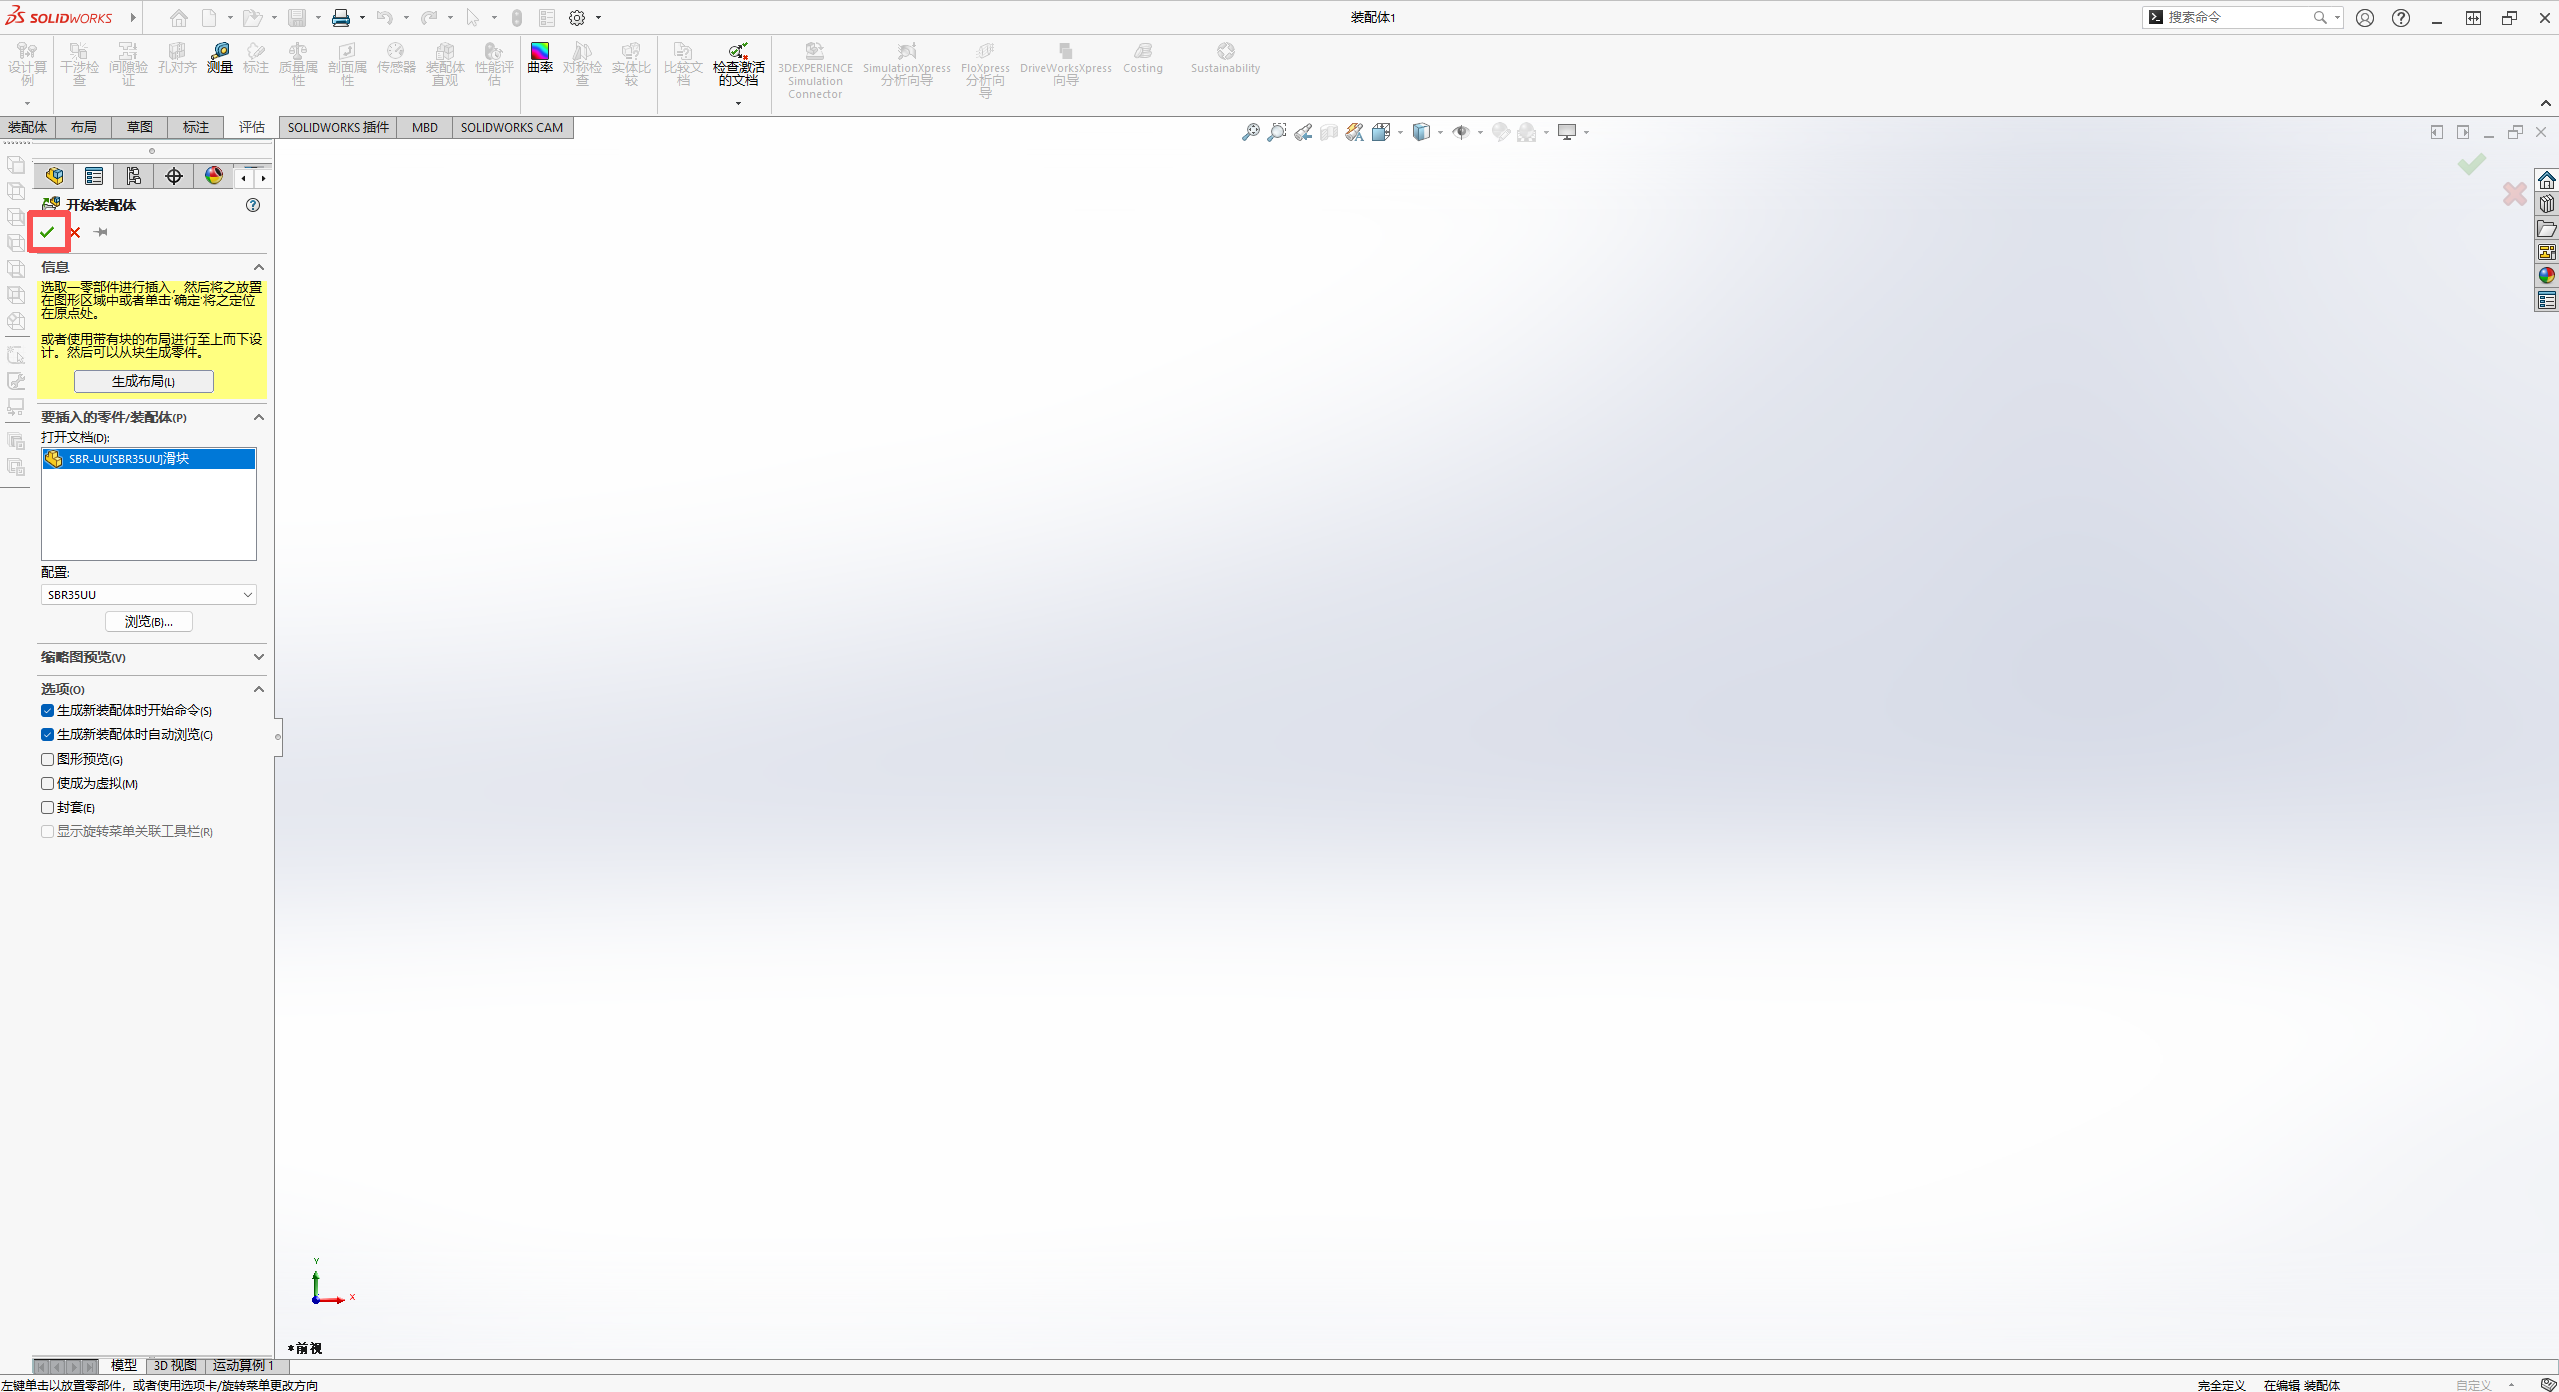 SOLIDWORKS
装配体1
搜索命令
设计算例
干涉检查
间隙验证
孔对齐
测量
标注
质量属性
剖面属性
传感器
装配体直观
性能评估
曲率
对称检查
实体比较
比较文档
检查激活的文档
3DEXPERIENCE Simulation Connector
SimulationXpress 分析向导
FloXpress 分析向导
DriveWorksXpress 向导
Costing
Sustainability
装配体
布局
草图
标注
评估
SOLIDWORKS 插件
MBD
SOLIDWORKS CAM
开始装配体
信息
选取一零部件进行插入，然后将之放置
在图形区域中或者单击'确定'将之定位
在原点处。
或者使用带有块的布局进行至上而下设
计。然后可以从块生成零件。
生成布局(L)
要插入的零件/装配体(P)
打开文档(D):
SBR-UU[SBR35UU]滑块
配置:
SBR35UU
浏览(B)...
缩略图预览(V)
选项(O)
生成新装配体时开始命令(S)
生成新装配体时自动浏览(C)
图形预览(G)
使成为虚拟(M)
封套(E)
显示旋转菜单关联工具栏(R)
Y
X
*前视
模型
3D 视图
运动算例 1
左键单击以放置零部件，或者使用选项卡/旋转菜单更改方向
完全定义
在编辑 装配体
自定义